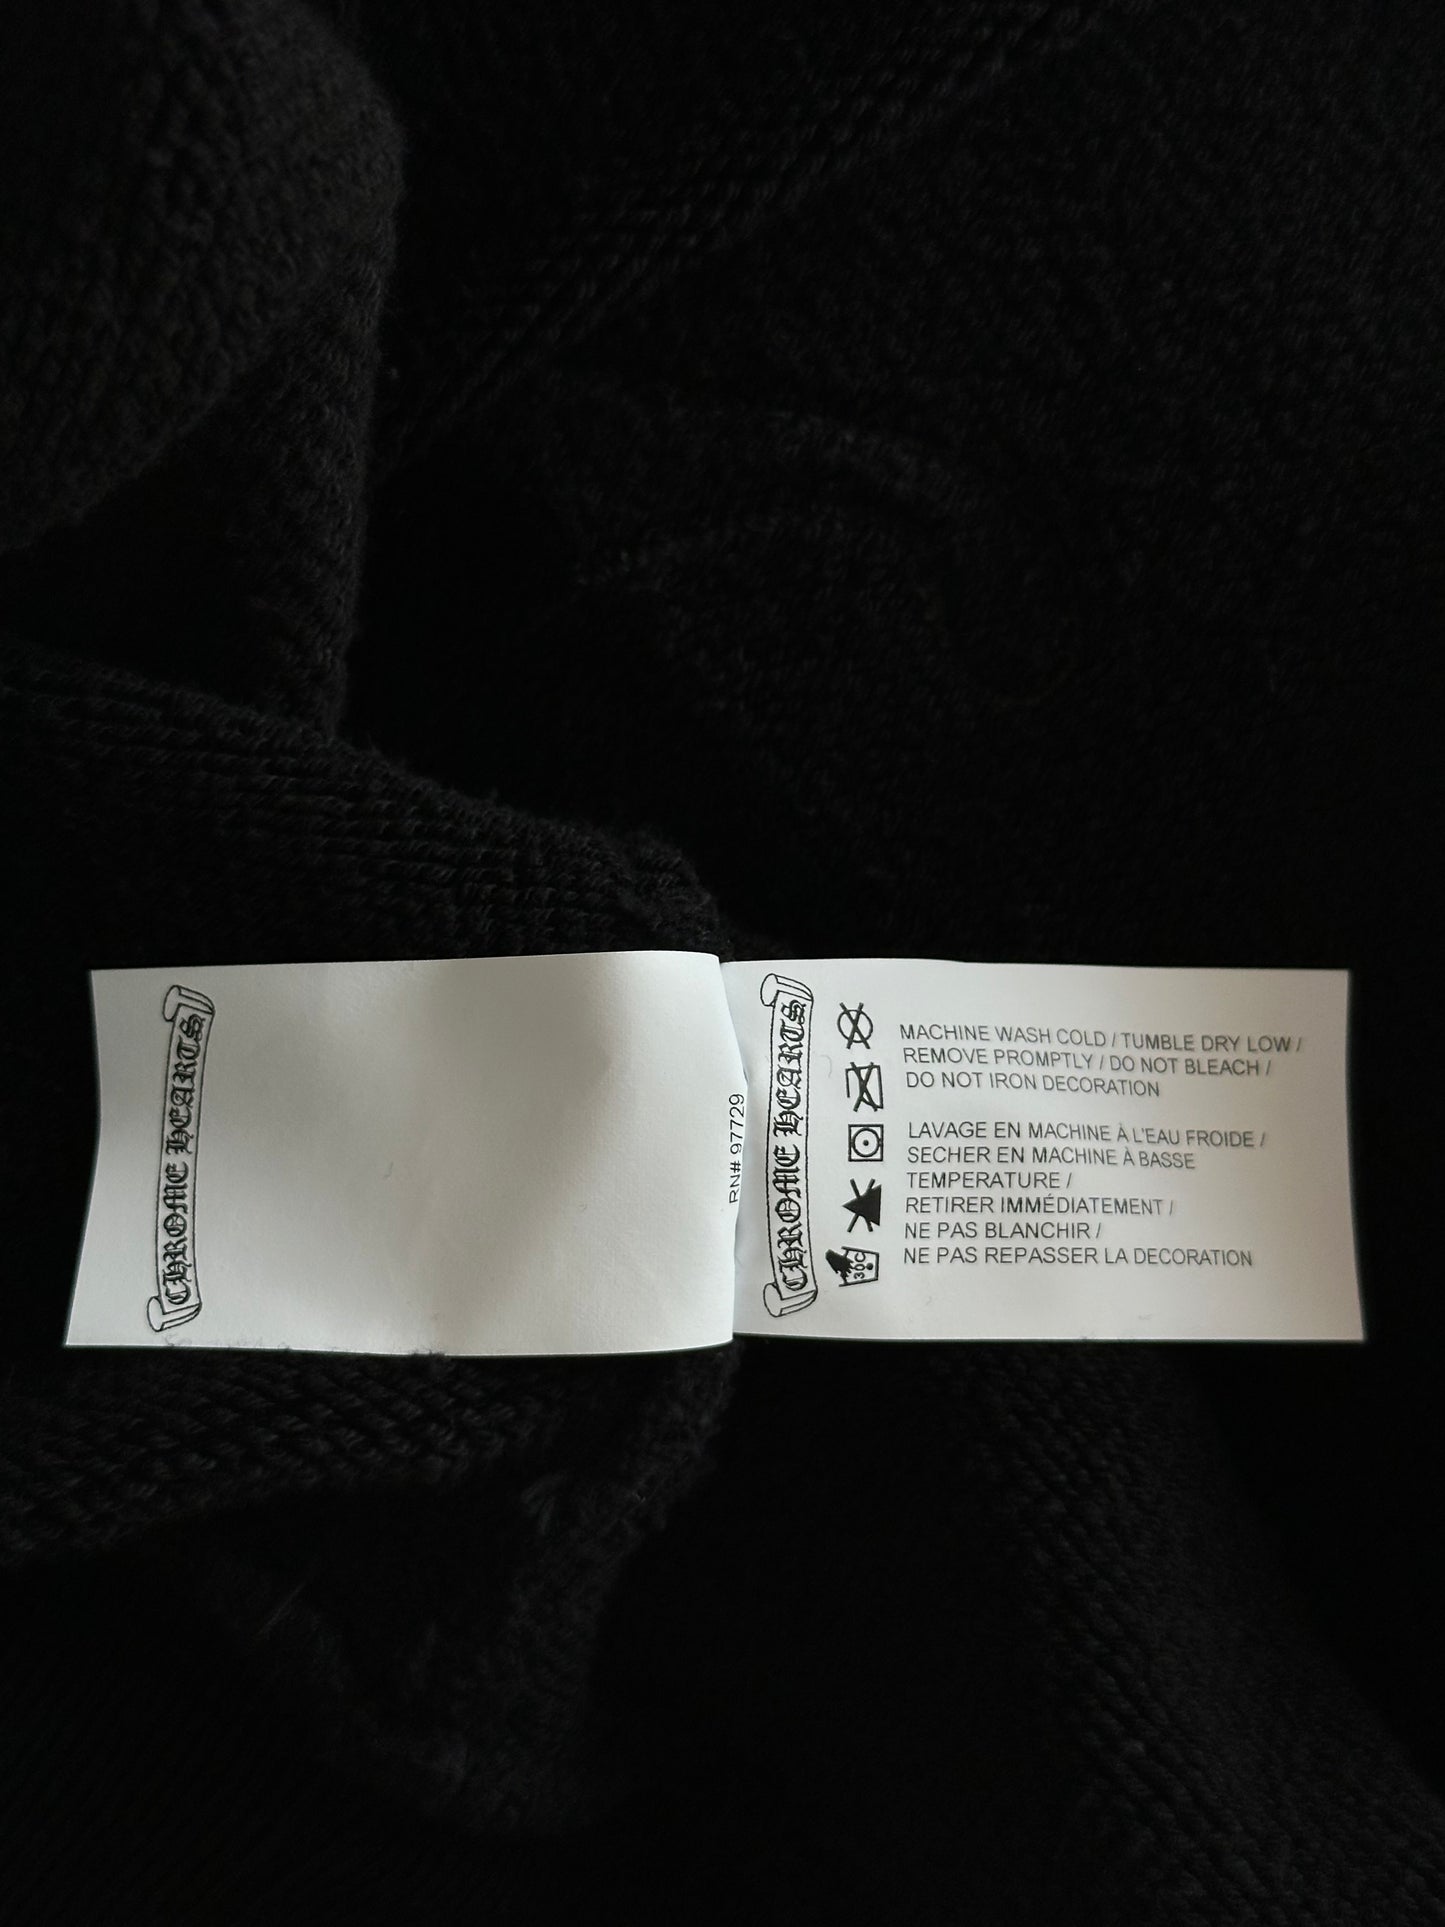 CHROME HEARTS
RN# 97729
CHROME HEARTS
MACHINE WASH COLD / TUMBLE DRY LOW /
REMOVE PROMPTLY / DO NOT BLEACH /
DO NOT IRON DECORATION
LAVAGE EN MACHINE À L'EAU FROIDE /
SECHER EN MACHINE À BASSE
TEMPERATURE /
RETIRER IMMÉDIATEMENT /
NE PAS BLANCHIR /
NE PAS REPASSER LA DECORATION
30C